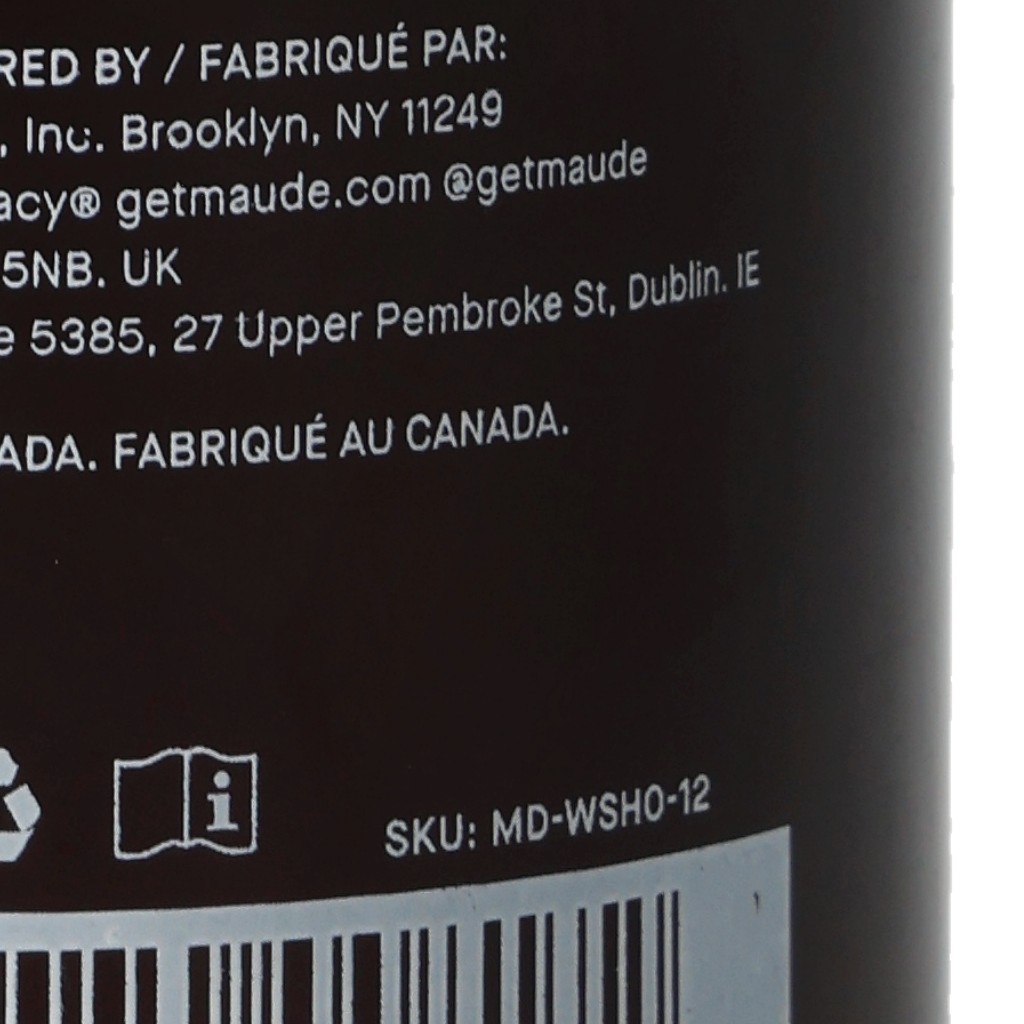 RED BY / FABRIQUÉ PAR:
, Inc. Brooklyn, NY 11249
acy® getmaude.com @getmaude
5NB. UK
e 5385, 27 Upper Pembroke St, Dublin. IE
ADA. FABRIQUÉ AU CANADA.
SKU: MD-WSHO-12